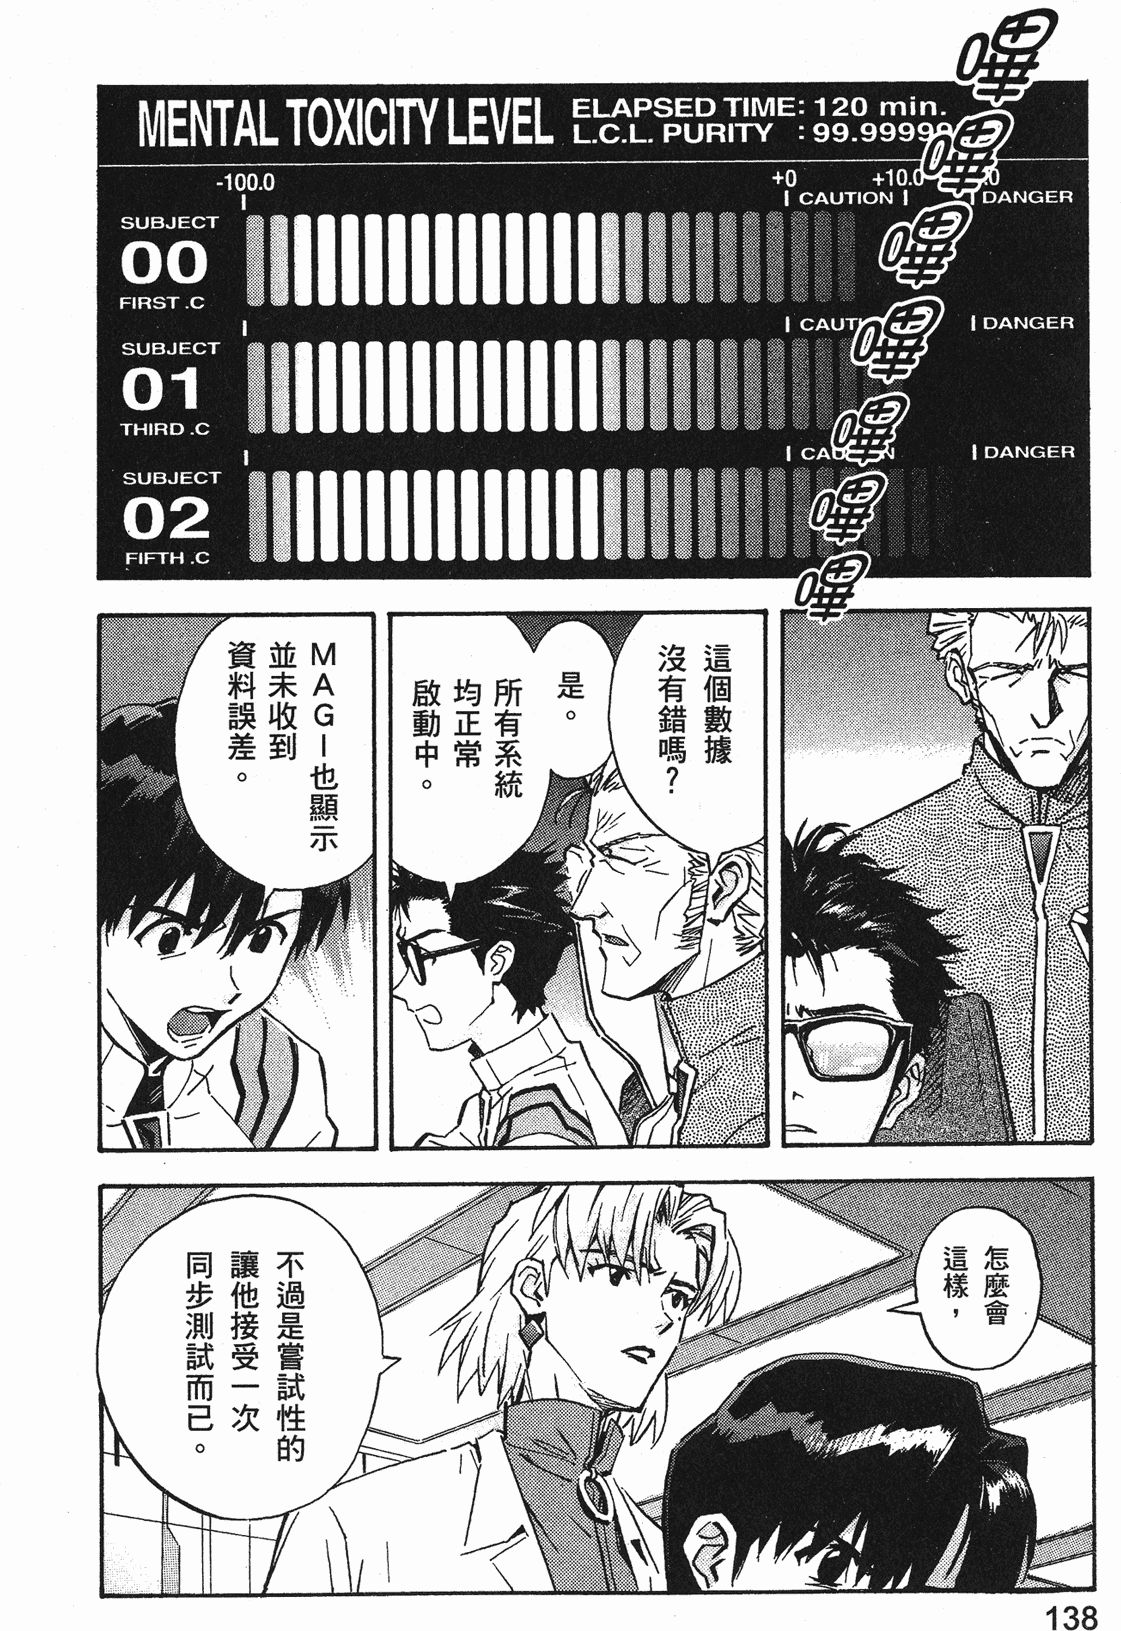 MENTAL TOXICITY LEVEL
ELAPSED TIME: 120 min.
L.C.L. PURITY : 99.99999
-100.0
+0
+10.0
CAUTION
DANGER
SUBJECT
00
FIRST .C
CAUTI
DANGER
SUBJECT
01
THIRD .C
DANGER
SUBJECT
02
FIFTH .C
嗶
嗶
嗶
嗶
嗶
嗶
嗶
這個數據
沒有錯嗎？
是。
所有系統
均正常
啟動中。
ＭＡＧＩ也顯示
並未收到
資料誤差。
怎麼會
這樣，
不過是嘗試性的
讓他接受一次
同步測試而已。
138